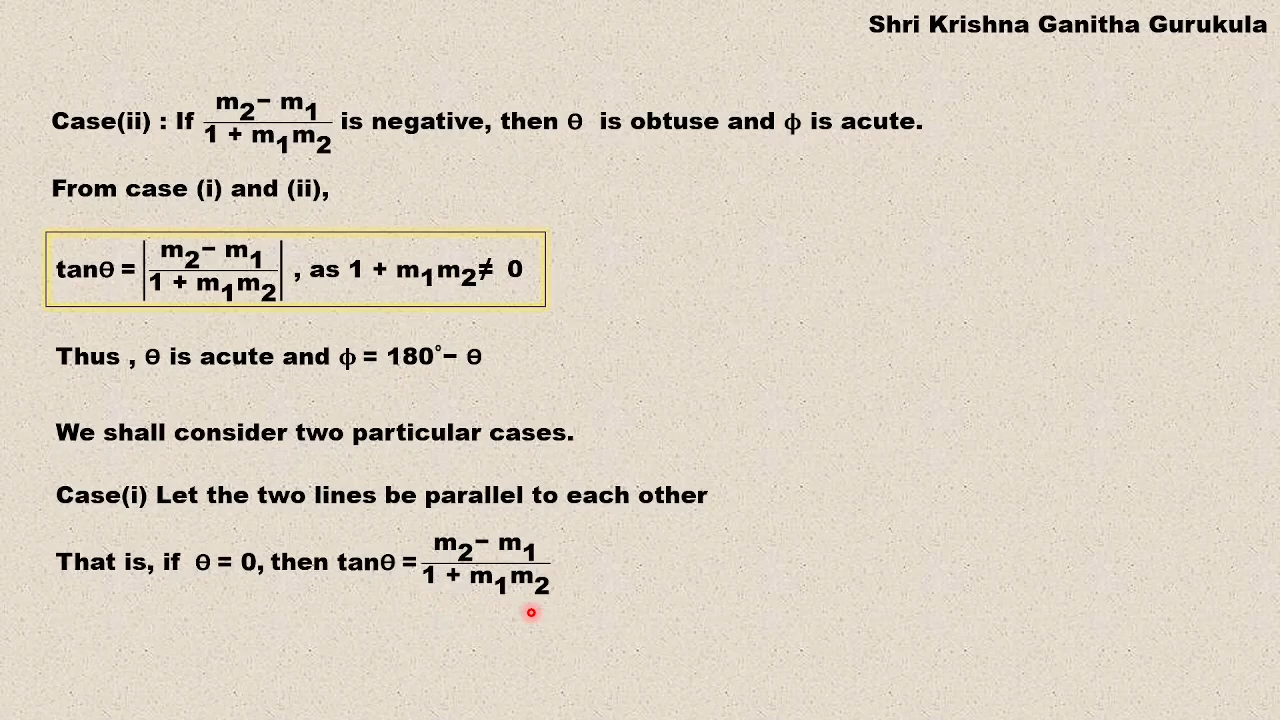 Shri Krishna Ganitha Gurukula
Case(ii) : If (m₂− m₁)/(1 + m₁m₂) is negative, then θ is obtuse and ϕ is acute.
From case (i) and (ii),
tanθ = |(m₂− m₁)/(1 + m₁m₂)| , as 1 + m₁m₂≠ 0
Thus , θ is acute and ϕ = 180°− θ
We shall consider two particular cases.
Case(i) Let the two lines be parallel to each other
That is, if θ = 0, then tanθ = (m₂− m₁)/(1 + m₁m₂)